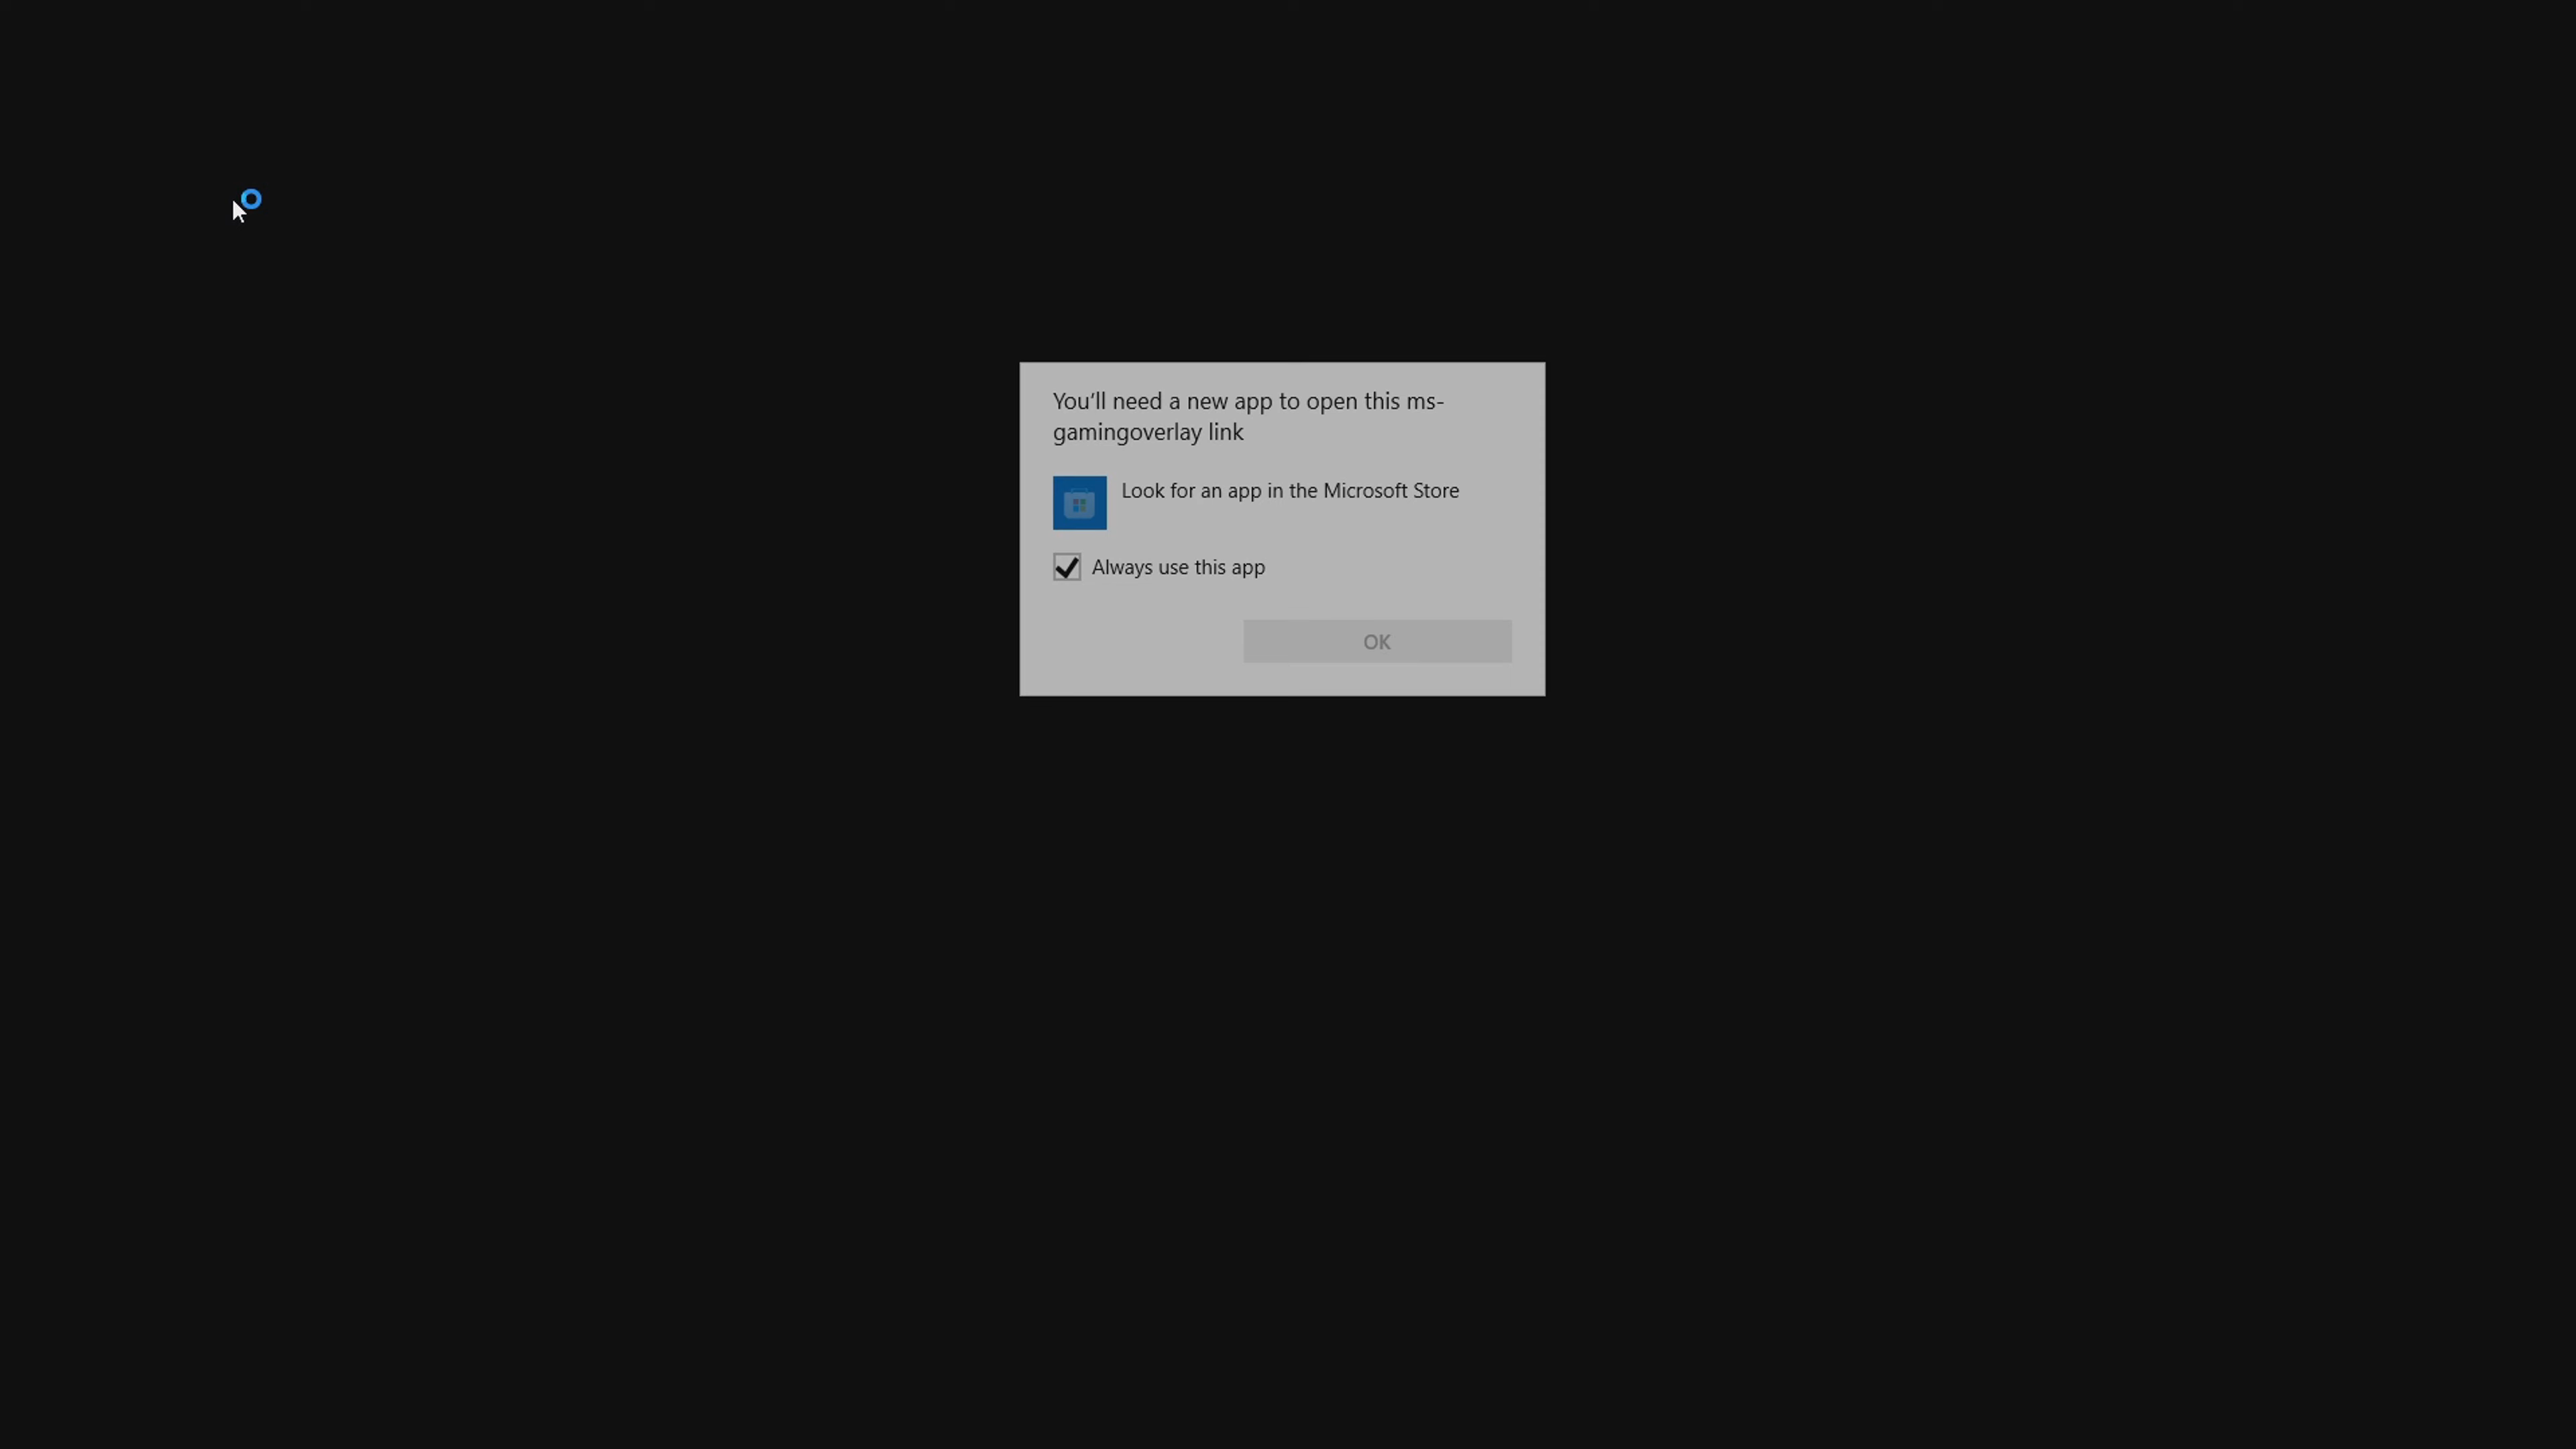 You’ll need a new app to open this ms-
gamingoverlay link
Look for an app in the Microsoft Store
Always use this app
OK